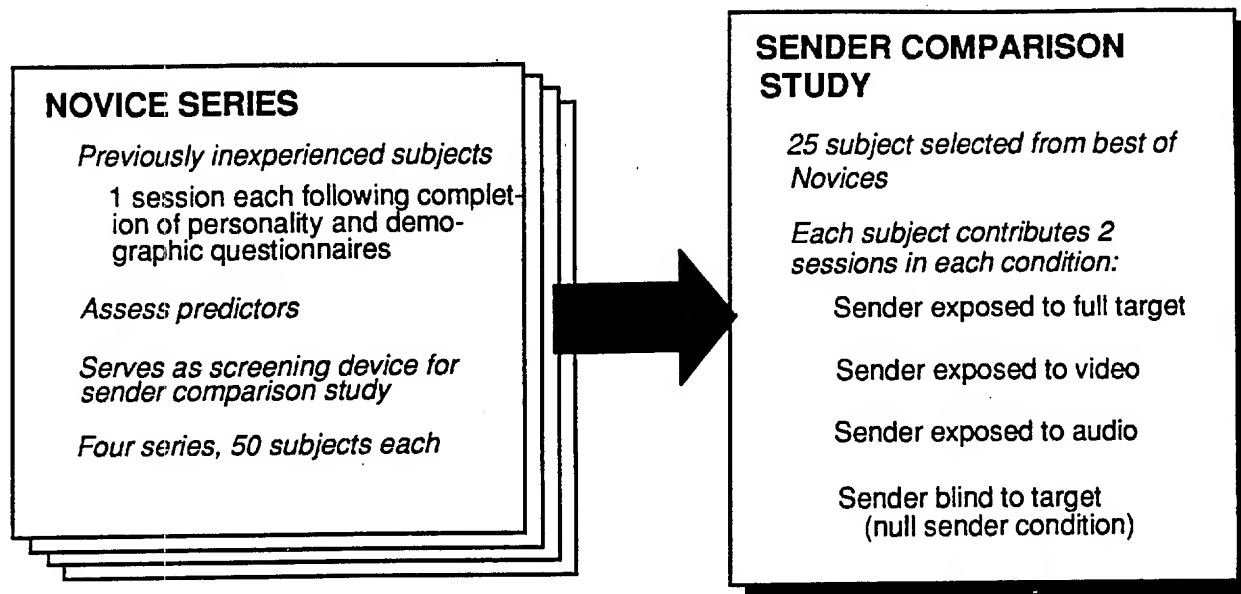 NOVICE SERIES
Previously inexperienced subjects
1 session each following complet-
ion of personality and demo-
graphic questionnaires
Assess predictors
Serves as screening device for
sender comparison study
Four series, 50 subjects each
SENDER COMPARISON
STUDY
25 subject selected from best of
Novices
Each subject contributes 2
sessions in each condition:
Sender exposed to full target
Sender exposed to video
Sender exposed to audio
Sender blind to target
(null sender condition)